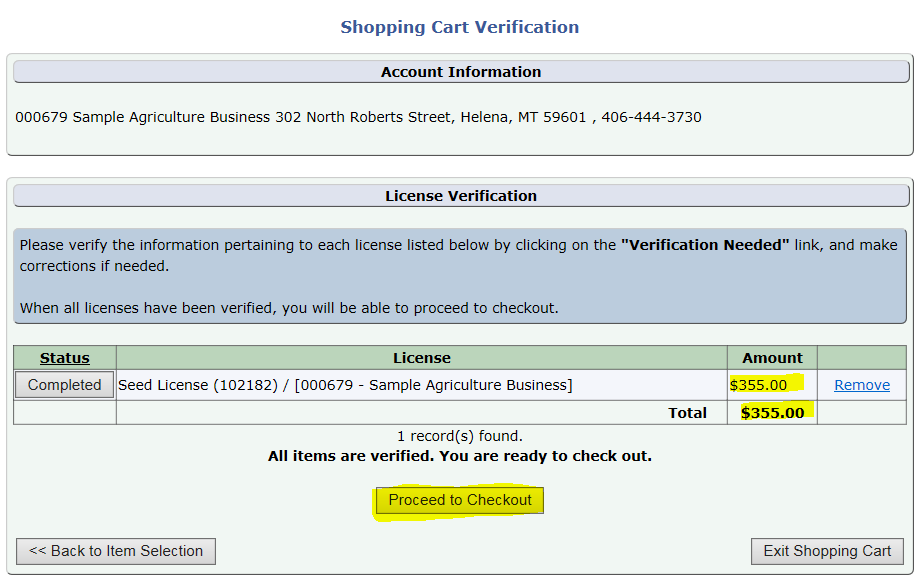 Shopping Cart Verification
Account Information
000679 Sample Agriculture Business 302 North Roberts Street, Helena, MT 59601 , 406-444-3730
License Verification
Please verify the information pertaining to each license listed below by clicking on the "Verification Needed" link, and make
corrections if needed.
When all licenses have been verified, you will be able to proceed to checkout.
Status License Amount
Completed Seed License (102182) / [000679 - Sample Agriculture Business] $355.00 Remove
Total $355.00
1 record(s) found.
All items are verified. You are ready to check out.
Proceed to Checkout
<< Back to Item Selection Exit Shopping Cart